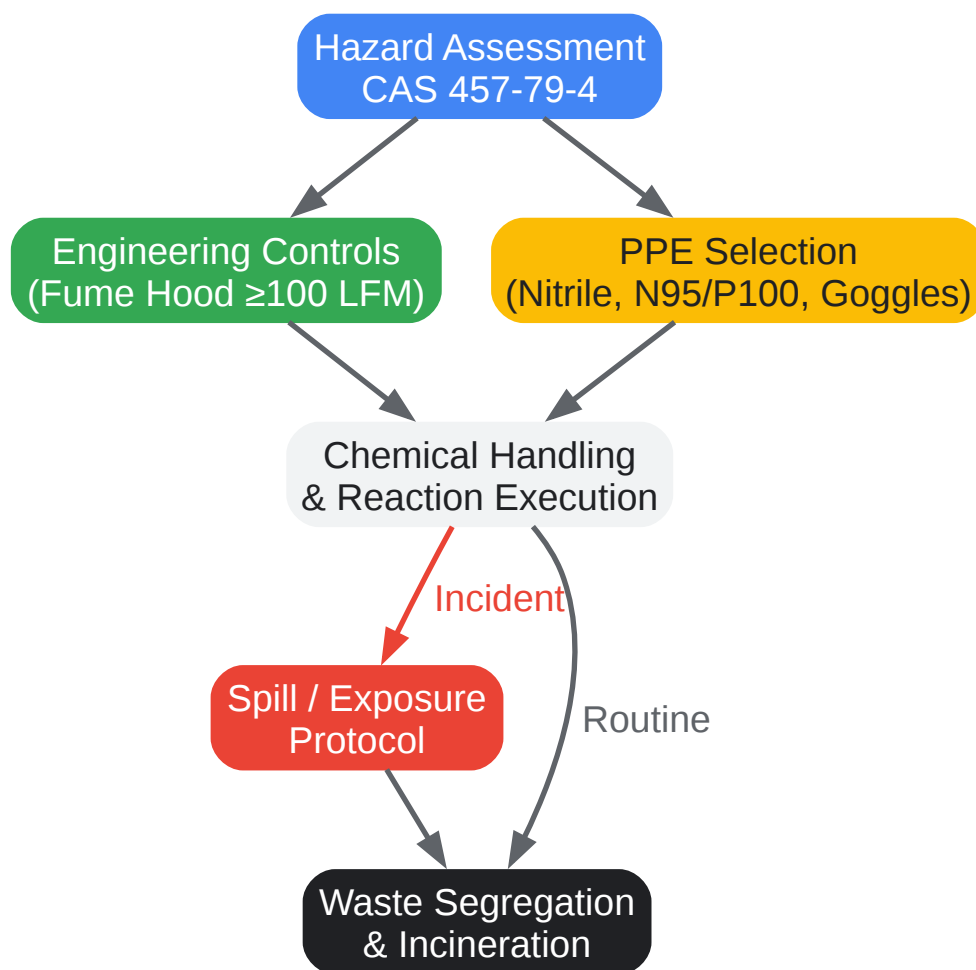 Hazard Assessment
CAS 457-79-4
Engineering Controls
(Fume Hood ≥100 LFM)
PPE Selection
(Nitrile, N95/P100, Goggles)
Chemical Handling
& Reaction Execution
Incident
Spill / Exposure
Protocol
Routine
Waste Segregation
& Incineration